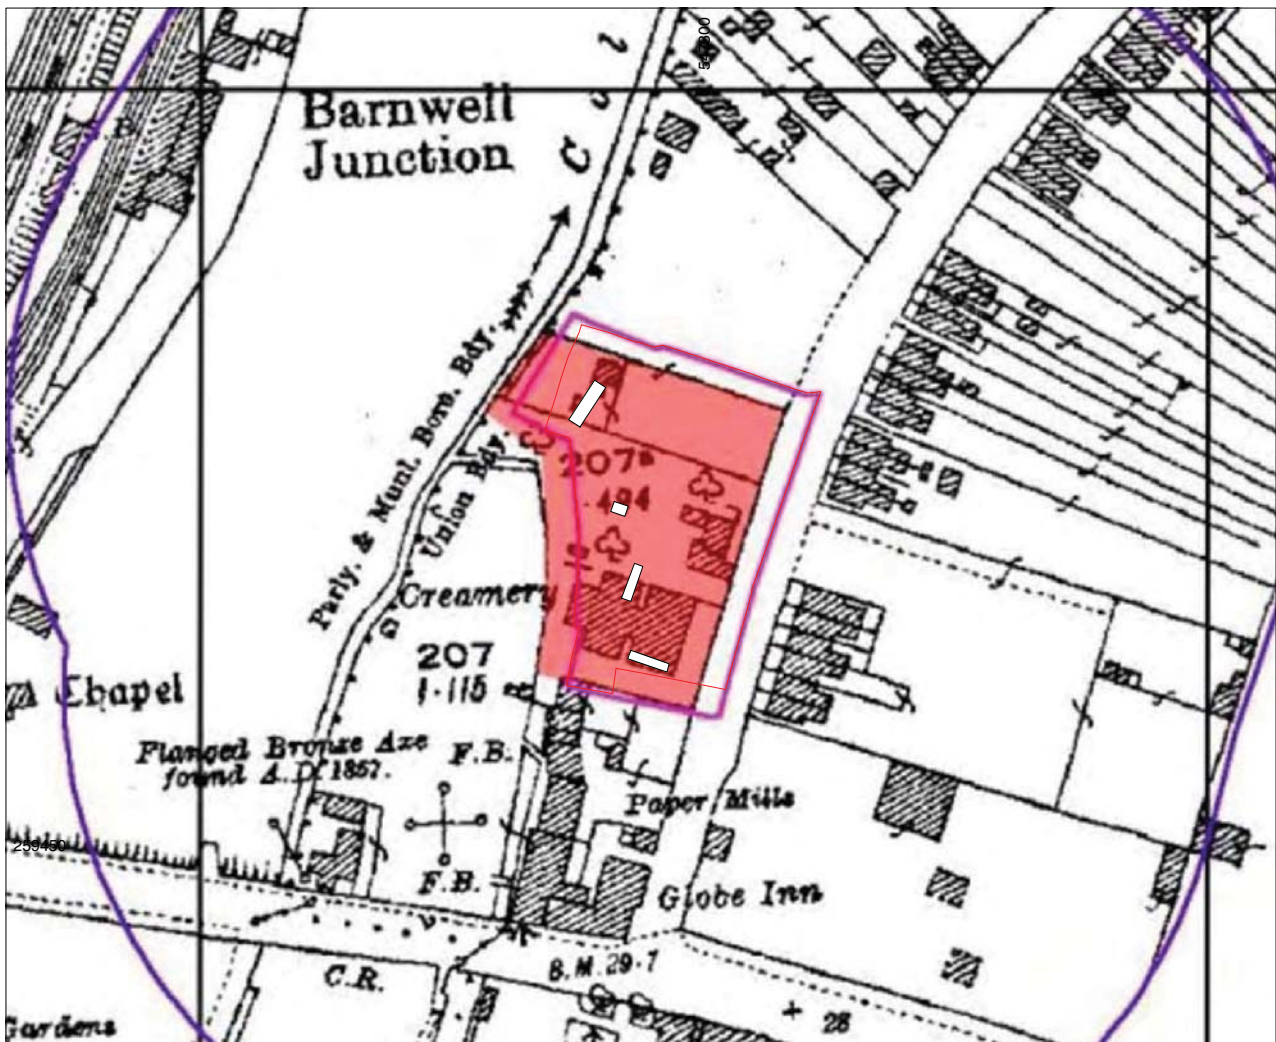 Barnwell
Junction
Col
Parly. & Munl. Boro. Bdy.
Union Bdy.
207a
.494
Creamery
207
1.115
Chapel
Flanged Bronze Axe
found A.D. 1857.
F.B.
Paper Mills
259450
F.B.
Globe Inn
B.M. 29.7
C.R.
28
Gardens